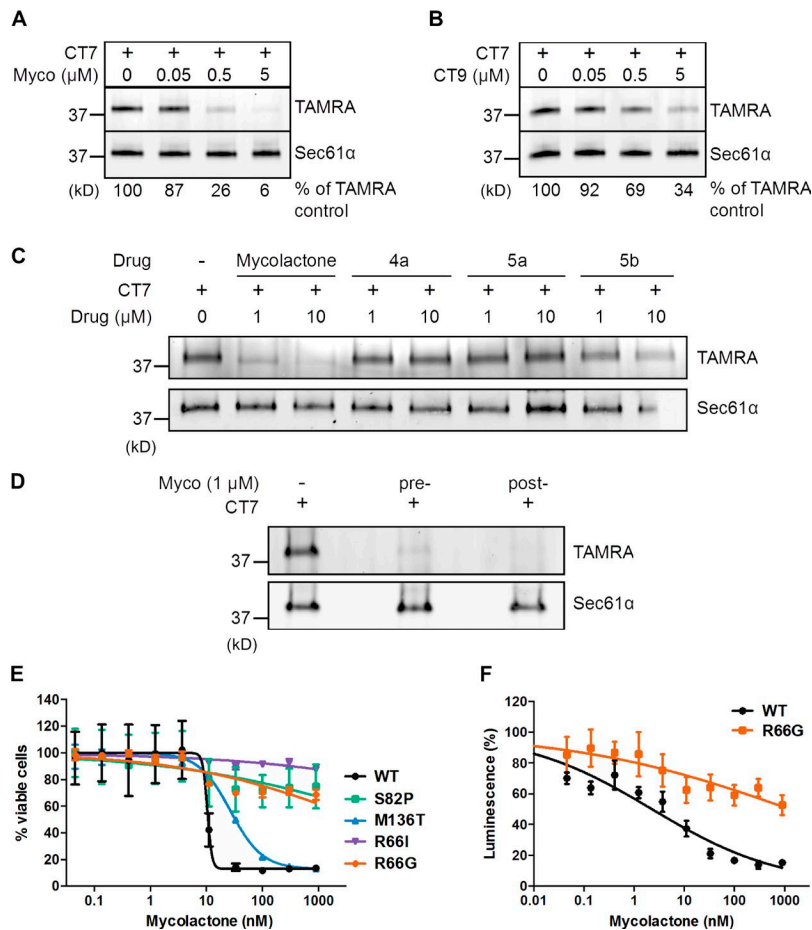 A
CT7 + + + +
Myco (μM) 0 0.05 0.5 5
37 TAMRA
37 Sec61α
(kD) 100 87 26 6 % of TAMRA
control
B
CT7 + + + +
CT9 (μM) 0 0.05 0.5 5
37 TAMRA
37 Sec61α
(kD) 100 92 69 34 % of TAMRA
control
C
Drug - Mycolactone 4a 5a 5b
CT7 + + + + + + + + +
Drug (μM) 0 1 10 1 10 1 10 1 10
37 TAMRA
37 Sec61α
(kD)
D
Myco (1 μM) - pre- post-
CT7 + + +
37 TAMRA
37 Sec61α
(kD)
E
140
120
100
80
60
40
20
0
% viable cells
0.1 1 10 100 1000
Mycolactone (nM)
WT
S82P
M136T
R66I
R66G
F
120
100
80
60
40
20
0
Luminescence (%)
0.01 0.1 1 10 100 1000
Mycolactone (nM)
WT
R66G